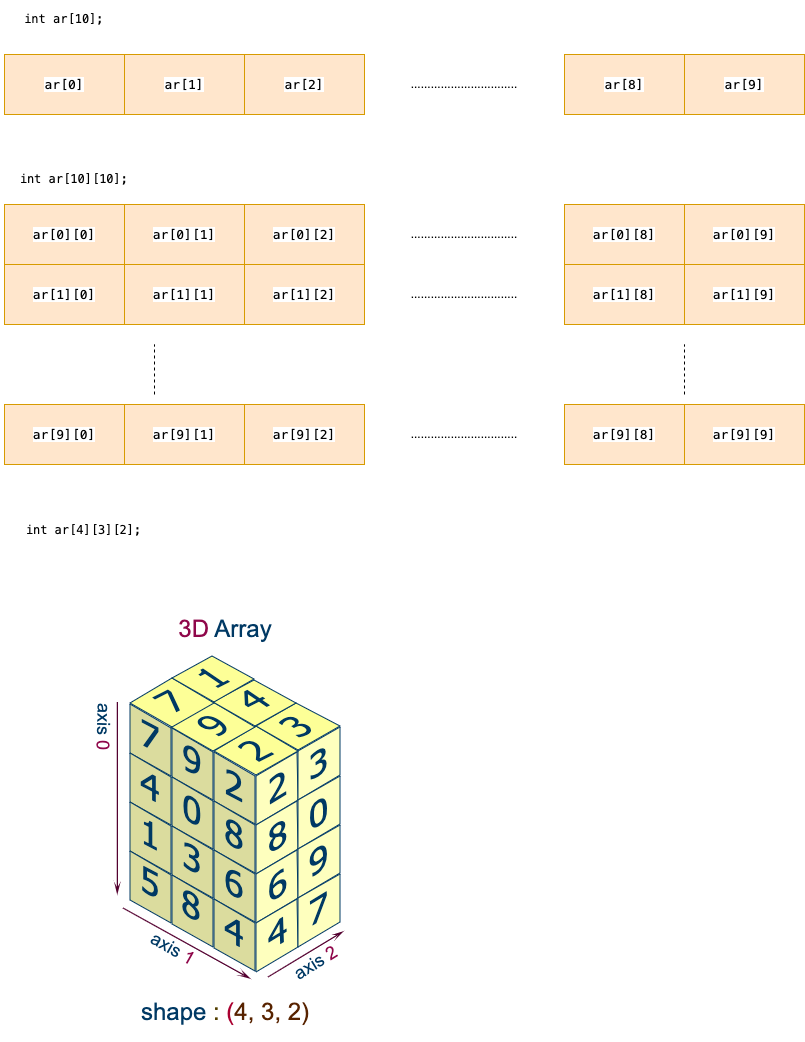 int ar[10];
ar[0] ar[1] ar[2] ................................ ar[8] ar[9]
int ar[10][10];
ar[0][0] ar[0][1] ar[0][2] ................................ ar[0][8] ar[0][9]
ar[1][0] ar[1][1] ar[1][2] ................................ ar[1][8] ar[1][9]
ar[9][0] ar[9][1] ar[9][2] ................................ ar[9][8] ar[9][9]
int ar[4][3][2];
3D Array
1
7 4
9 3
2
axis 0
7 9 2 2 3
4 0 8 8 0
1 3 6 6 9
5 8 4 4 7
axis 1
axis 2
shape : (4, 3, 2)